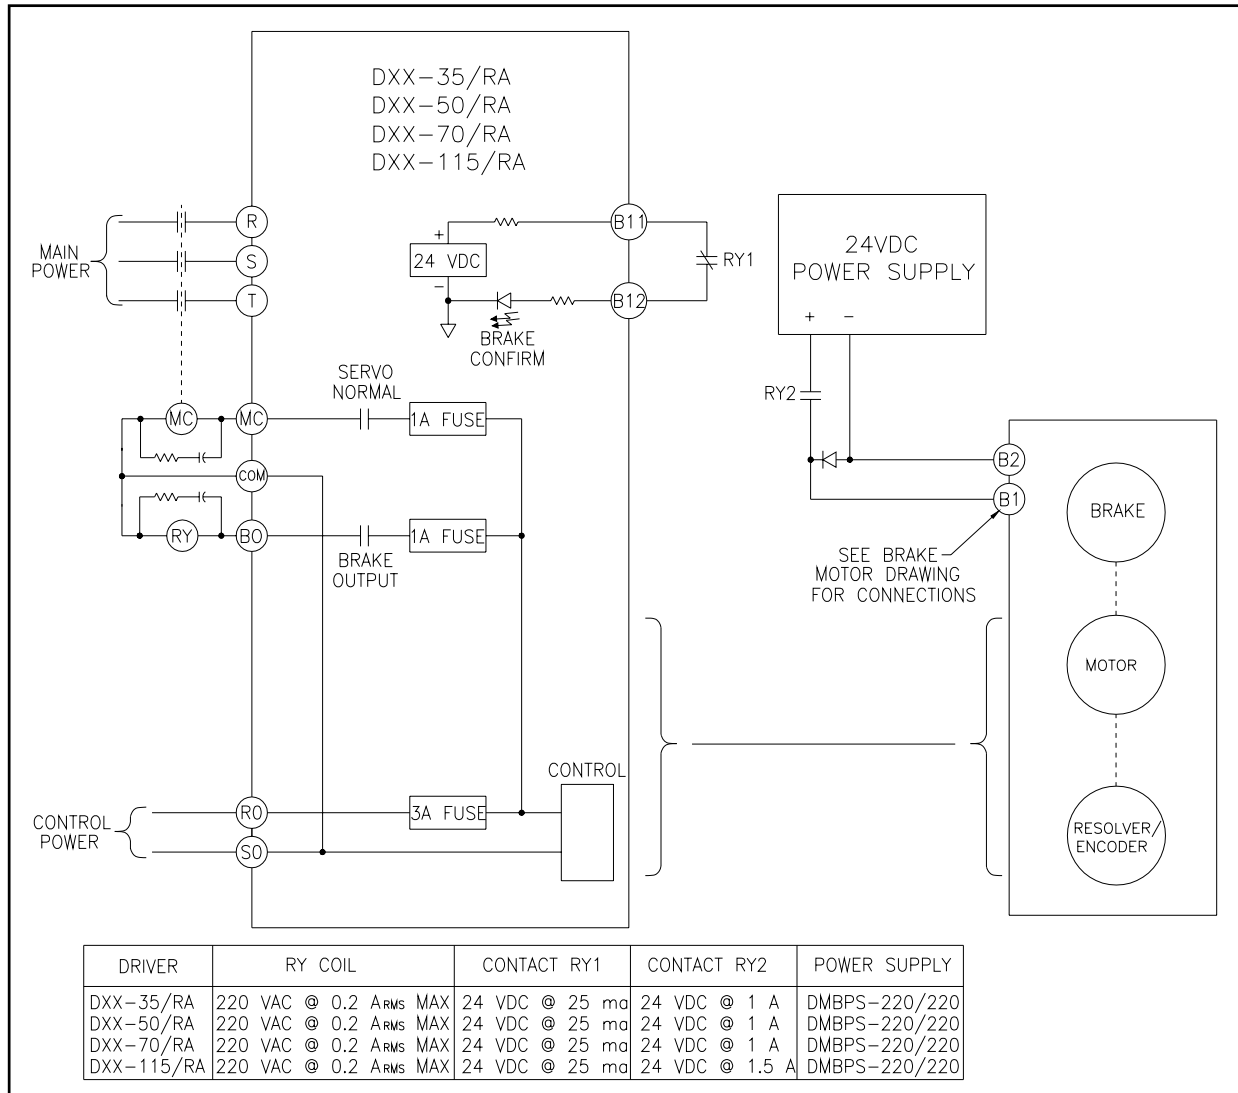 DXX-35/RA
DXX-50/RA
DXX-70/RA
DXX-115/RA
MAIN
POWER
R
S
T
+
24 VDC
-
B11
B12
RY1
BRAKE
CONFIRM
24VDC
POWER SUPPLY
+ -
RY2
SERVO
NORMAL
MC
MC
1A FUSE
COM
RY
BO
1A FUSE
BRAKE
OUTPUT
B2
B1
BRAKE
SEE BRAKE
MOTOR DRAWING
FOR CONNECTIONS
MOTOR
CONTROL
CONTROL
POWER
R0
3A FUSE
S0
RESOLVER/
ENCODER
DRIVER RY COIL CONTACT RY1 CONTACT RY2 POWER SUPPLY
DXX-35/RA 220 VAC @ 0.2 ARMS MAX 24 VDC @ 25 ma 24 VDC @ 1 A DMBPS-220/220
DXX-50/RA 220 VAC @ 0.2 ARMS MAX 24 VDC @ 25 ma 24 VDC @ 1 A DMBPS-220/220
DXX-70/RA 220 VAC @ 0.2 ARMS MAX 24 VDC @ 25 ma 24 VDC @ 1 A DMBPS-220/220
DXX-115/RA 220 VAC @ 0.2 ARMS MAX 24 VDC @ 25 ma 24 VDC @ 1.5 A DMBPS-220/220